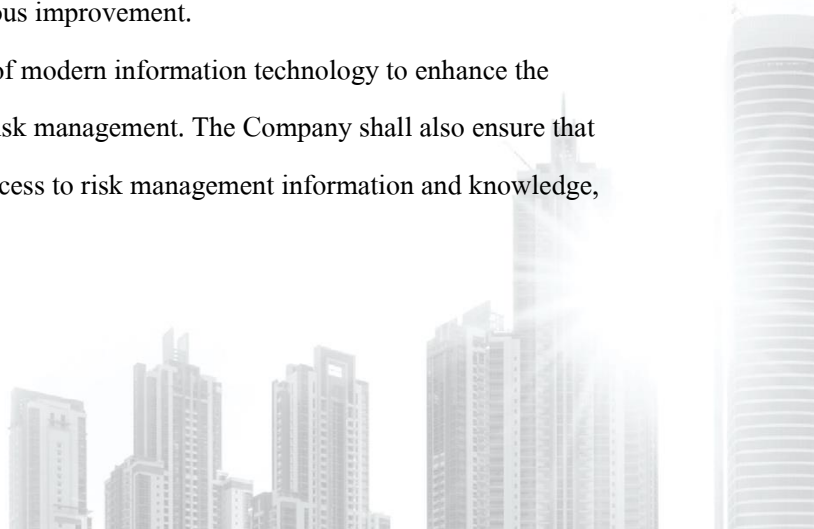 ous improvement.
of modern information technology to enhance the
isk management. The Company shall also ensure that
ccess to risk management information and knowledge,